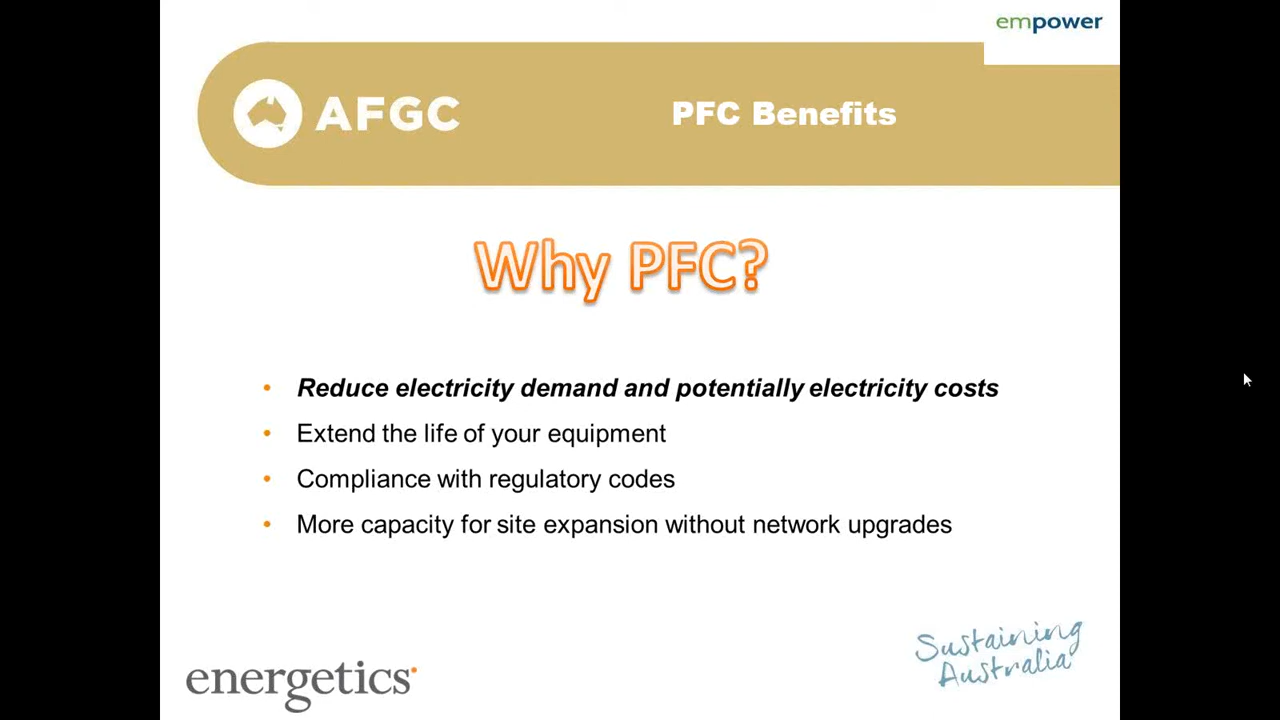 empower
AFGC
PFC Benefits
Why PFC?
• Reduce electricity demand and potentially electricity costs
• Extend the life of your equipment
• Compliance with regulatory codes
• More capacity for site expansion without network upgrades
energetics
Sustaining
Australia